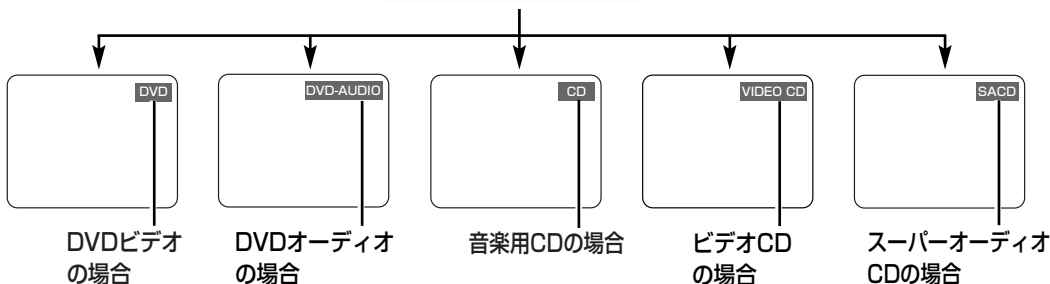 DVD
DVD-AUDIO
CD
VIDEO CD
SACD
DVDビデオ
の場合
DVDオーディオ
の場合
音楽用CDの場合
ビデオCD
の場合
スーパーオーディオ
CDの場合